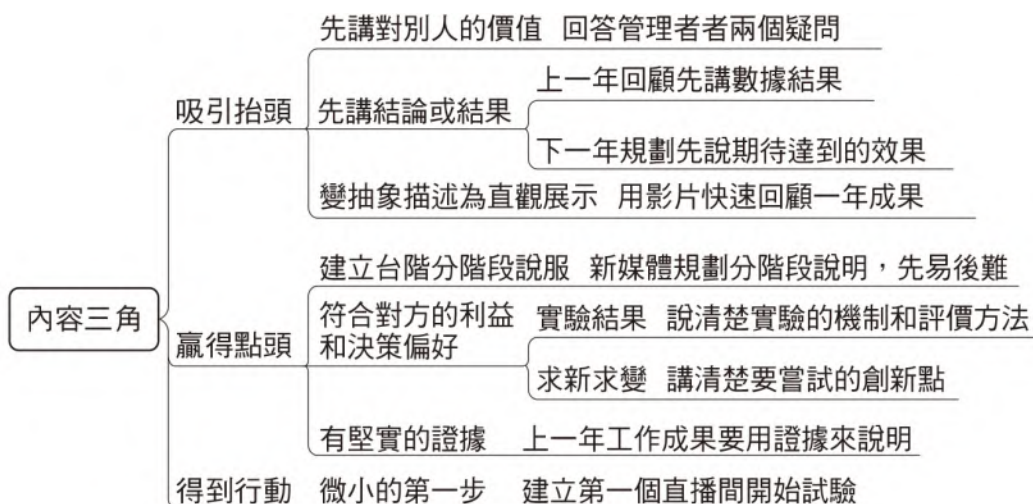 先講對別人的價值 回答管理者者兩個疑問
上一年回顧先講數據結果
吸引抬頭 先講結論或結果
下一年規劃先說期待達到的效果
變抽象描述為直觀展示 用影片快速回顧一年成果
建立台階分階段說服 新媒體規劃分階段說明,先易後難
內容三角
贏得點頭
符合對方的利益
和決策偏好
實驗結果 說清楚實驗的機制和評價方法
求新求變 講清楚要嘗試的創新點
有堅實的證據 上一年工作成果要用證據來說明
得到行動 微小的第一步 建立第一個直播間開始試驗